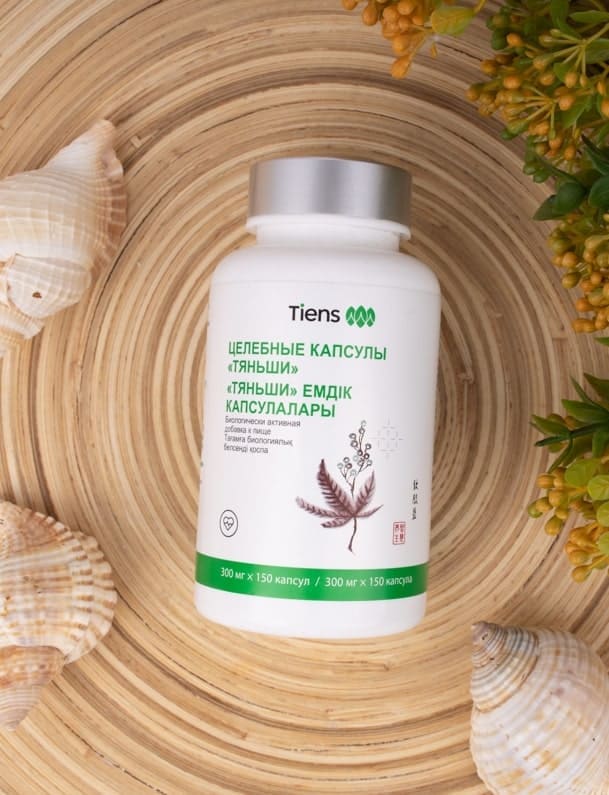 Tiens
ЦЕЛЕБНЫЕ КАПСУЛЫ
«ТЯНЬШИ»
«ТЯНЬШИ» ЕМДІК
КАПСУЛАЛАРЫ
Биологически активная
добавка к пище
Тағамға биологиялық
белсенді қоспа
300 мг × 150 капсул / 300 мг × 150 капсула